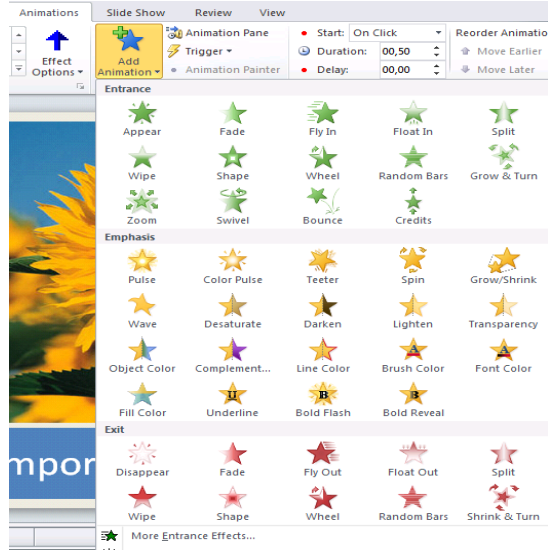 Animations Slide Show Review View
Animation Pane Start: On Click Reorder Animatio
Effect Options Add Animation Trigger Duration: 00,50 Move Earlier
Animation Painter Delay: 00,00 Move Later
Entrance
Appear Fade Fly In Float In Split
Wipe Shape Wheel Random Bars Grow & Turn
Zoom Swivel Bounce Credits
Emphasis
Pulse Color Pulse Teeter Spin Grow/Shrink
Wave Desaturate Darken Lighten Transparency
Object Color Complement... Line Color Brush Color Font Color
Fill Color Underline Bold Flash Bold Reveal
Exit
mpor
Disappear Fade Fly Out Float Out Split
Wipe Shape Wheel Random Bars Shrink & Turn
More Entrance Effects...